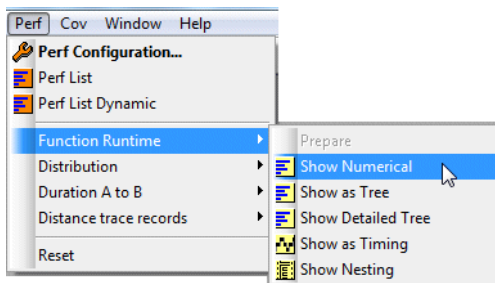 Perf Cov Window Help
Perf Configuration...
Perf List
Perf List Dynamic
Function Runtime
Distribution
Duration A to B
Distance trace records
Reset
Prepare
Show Numerical
Show as Tree
Show Detailed Tree
Show as Timing
Show Nesting